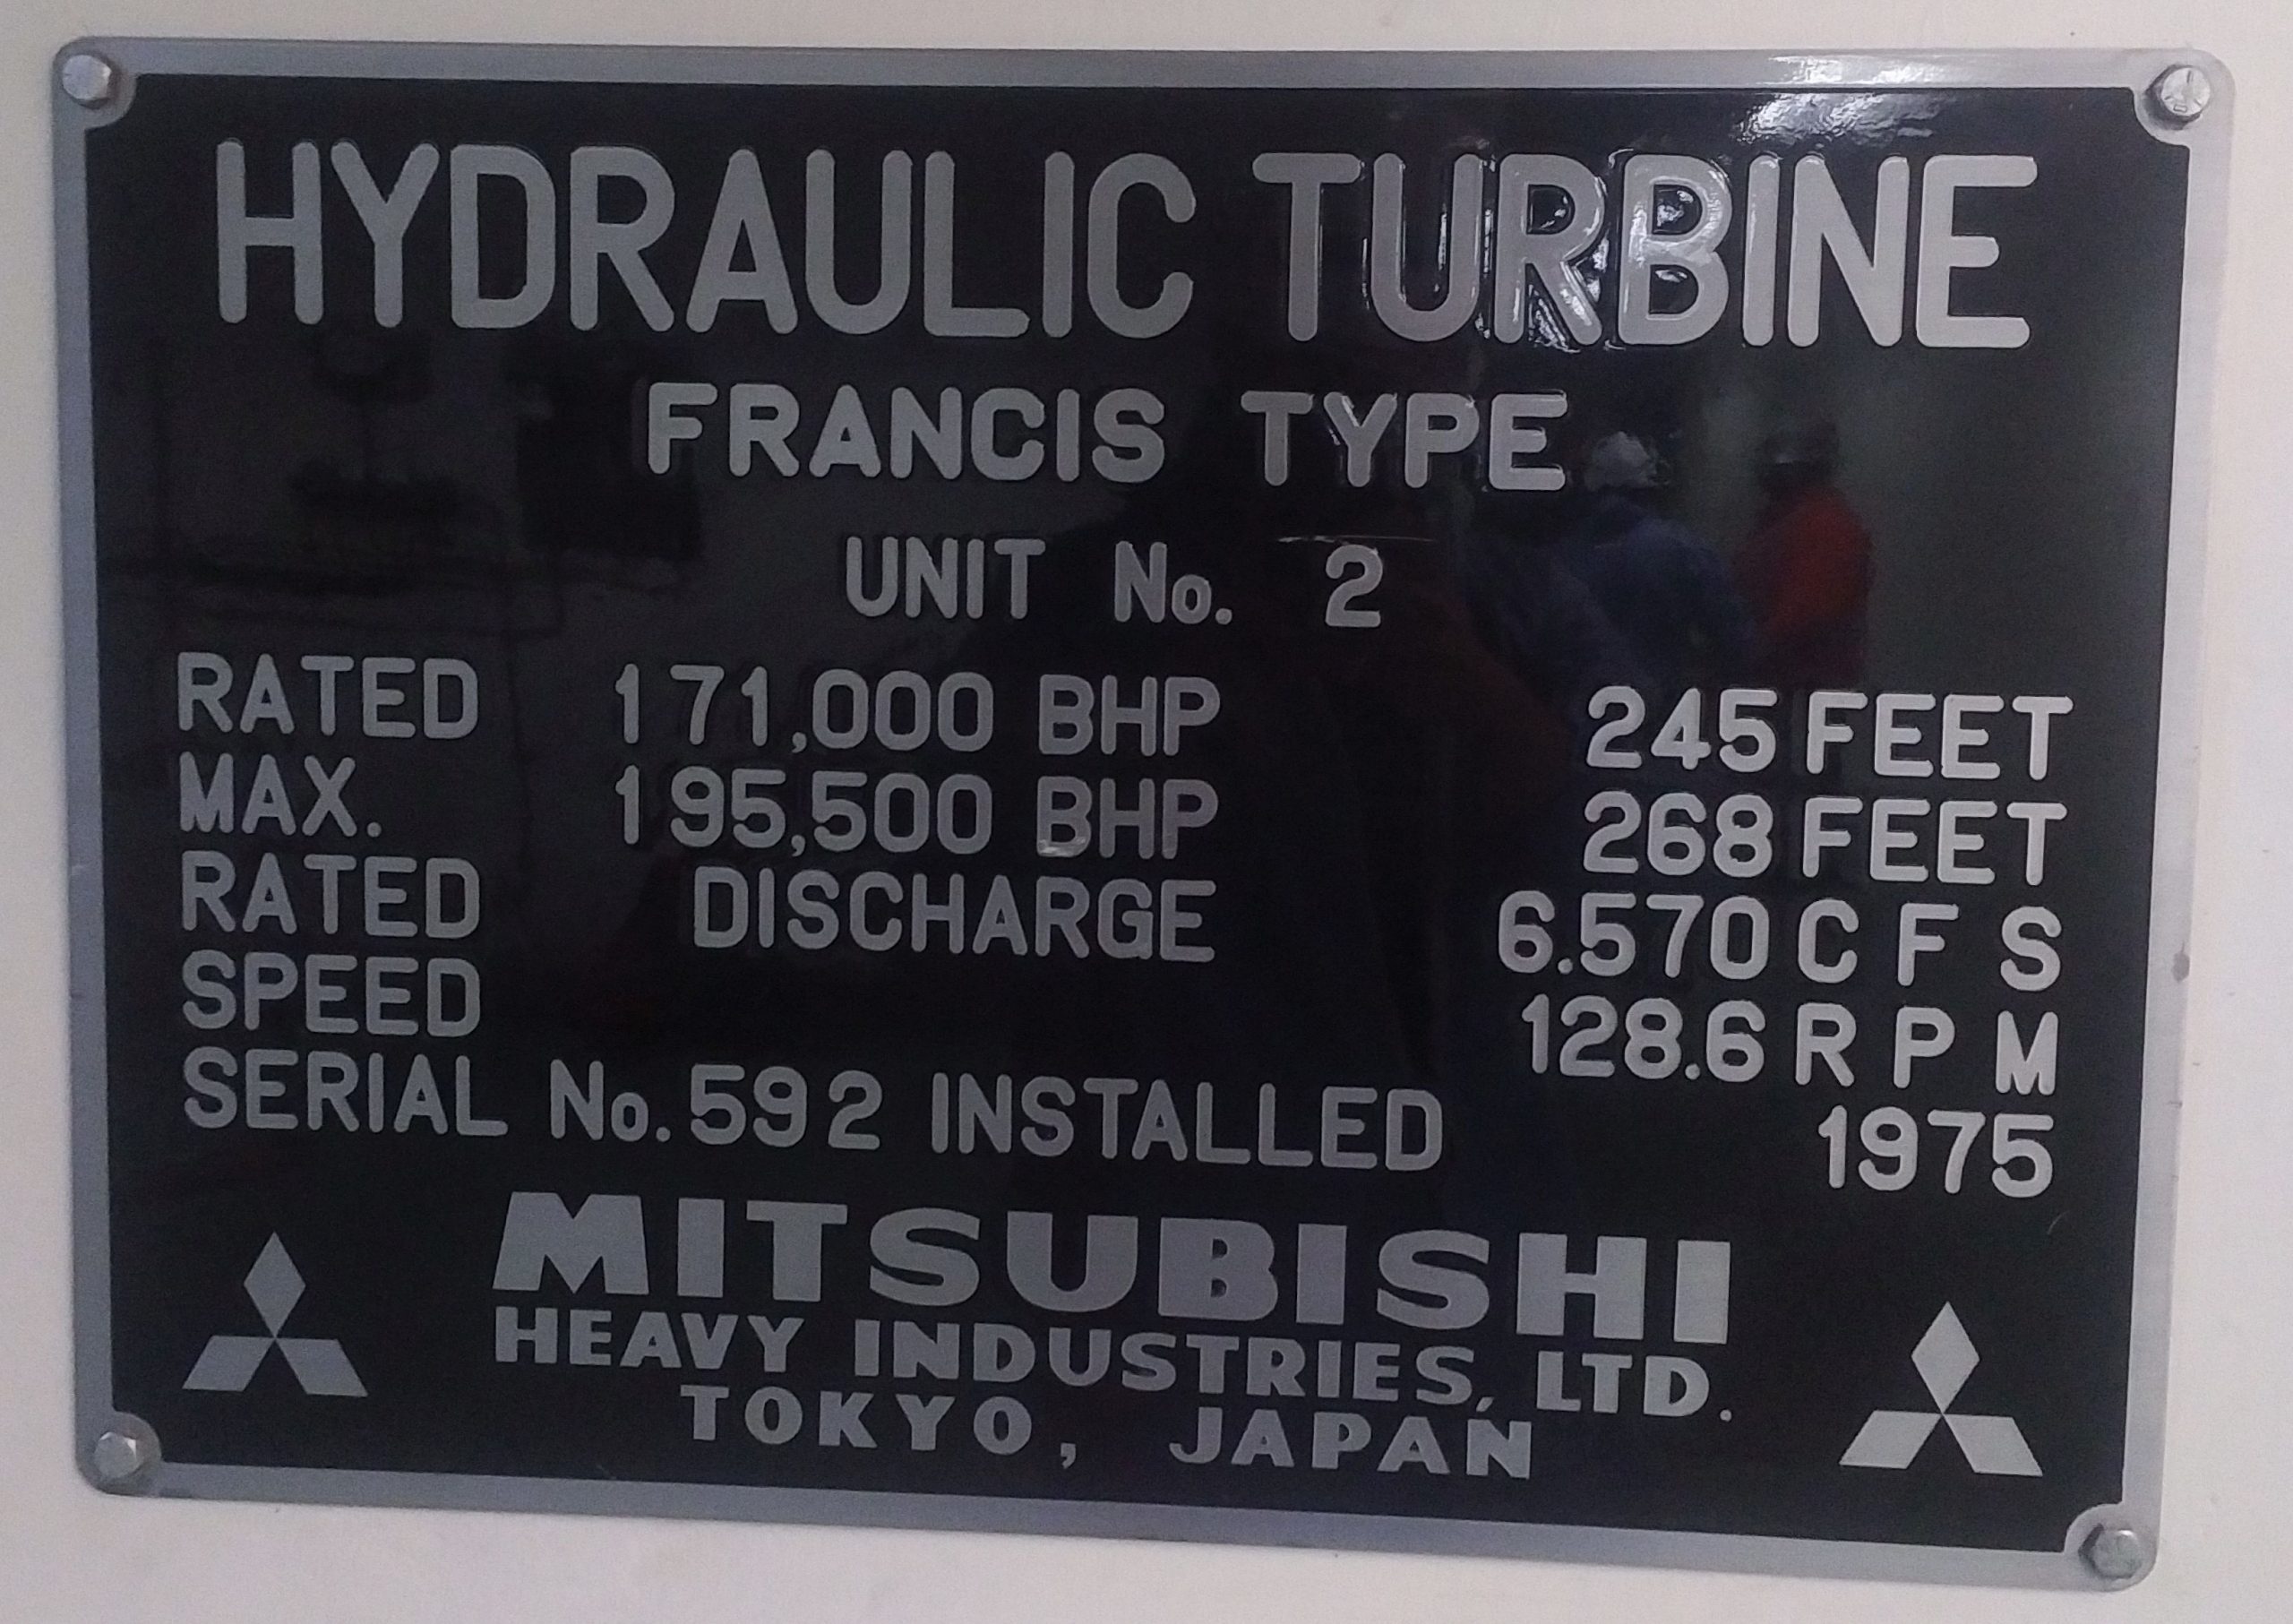 HYDRAULIC TURBINE
FRANCIS TYPE
UNIT No. 2
RATED 171,000 BHP 245 FEET
MAX. 195,500 BHP 268 FEET
RATED DISCHARGE 6.570 C F S
SPEED 128.6 R P M
SERIAL No. 592 INSTALLED 1975
MITSUBISHI
HEAVY INDUSTRIES, LTD.
TOKYO, JAPAN